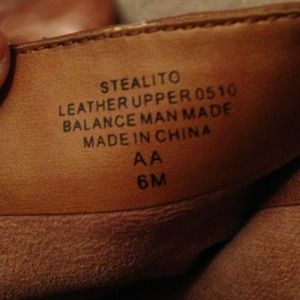 STEALITO
LEATHER UPPER 0510
BALANCE MAN MADE
MADE IN CHINA
AA
6M